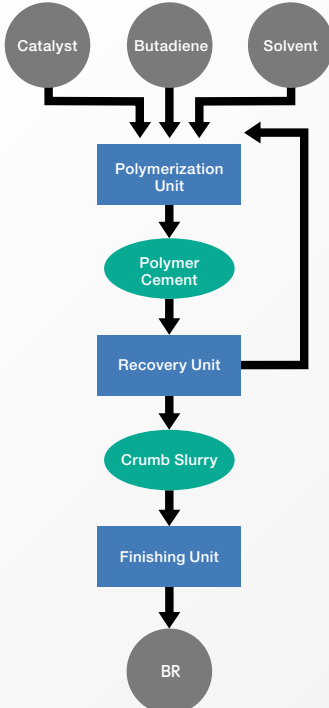 Catalyst
Butadiene
Solvent
Polymerization
Unit
Polymer
Cement
Recovery Unit
Crumb Slurry
Finishing Unit
BR